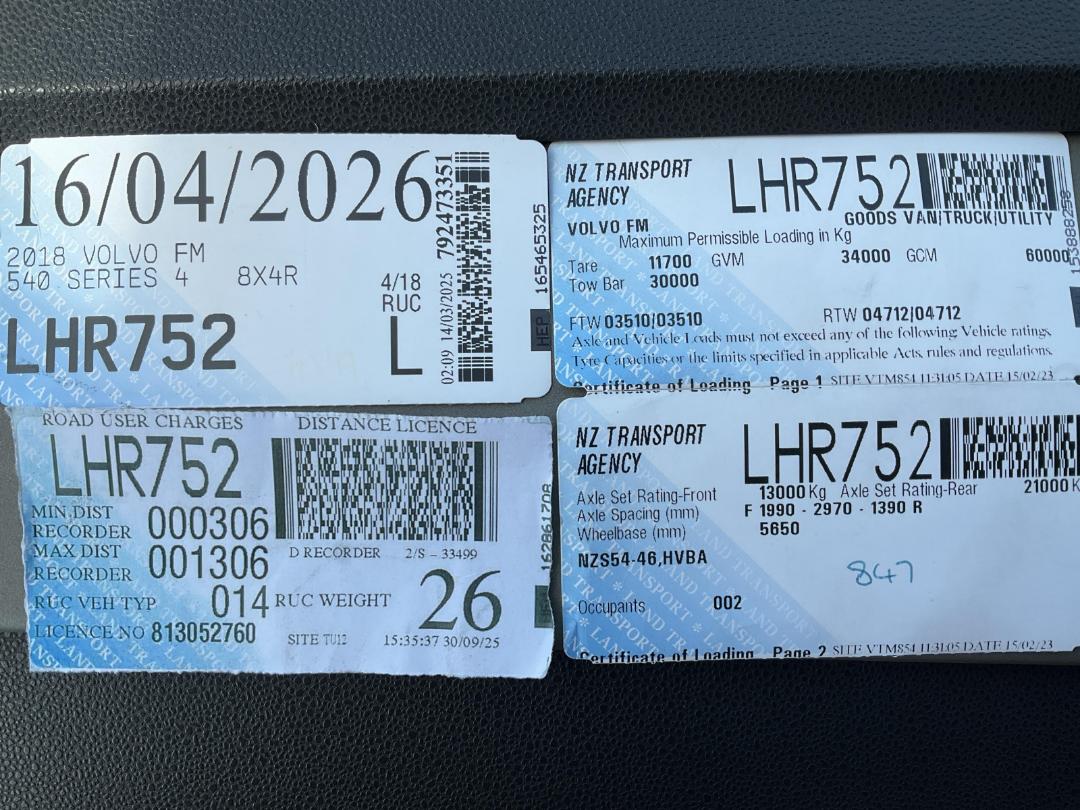 16/04/2026
2018 VOLVO FM
540 SERIES 4 8X4R
4/18
RUC
LHR752 L
02:09 14/03/2025 792473351
165465325
HEP
NZ TRANSPORT
AGENCY
LHR752
VOLVO FM GOODS VAN/TRUCK/UTILITY
Maximum Permissible Loading in Kg
Tare 11700 GVM 34000 GCM 60000
Tow Bar 30000
FTW 03510/03510 RTW 04712/04712
Axle and Vehicle Loads must not exceed any of the following Vehicle ratings,
Tyre Capacities or the limits specified in applicable Acts, rules and regulations.
Certificate of Loading Page 1 SITE VTM854 11:31:05 DATE 15/02/23
153888298
ROAD USER CHARGES DISTANCE LICENCE
LHR752
MIN.DIST
RECORDER 000306
MAX.DIST
RECORDER 001306
D RECORDER 2/S - 33499
RUC VEH TYP 014 RUC WEIGHT 26
LICENCE NO 813052760 SITE TU12 15:35:37 30/09/25
NZ TRANSPORT
AGENCY
LHR752
Axle Set Rating-Front 13000 Kg Axle Set Rating-Rear 21000 K
Axle Spacing (mm) F 1990 - 2970 - 1390 R
Wheelbase (mm) 5650
NZS54-46,HVBA
847
Occupants 002
Certificate of Loading Page 2 SITE VTM854 11:31:05 DATE 15/02/23